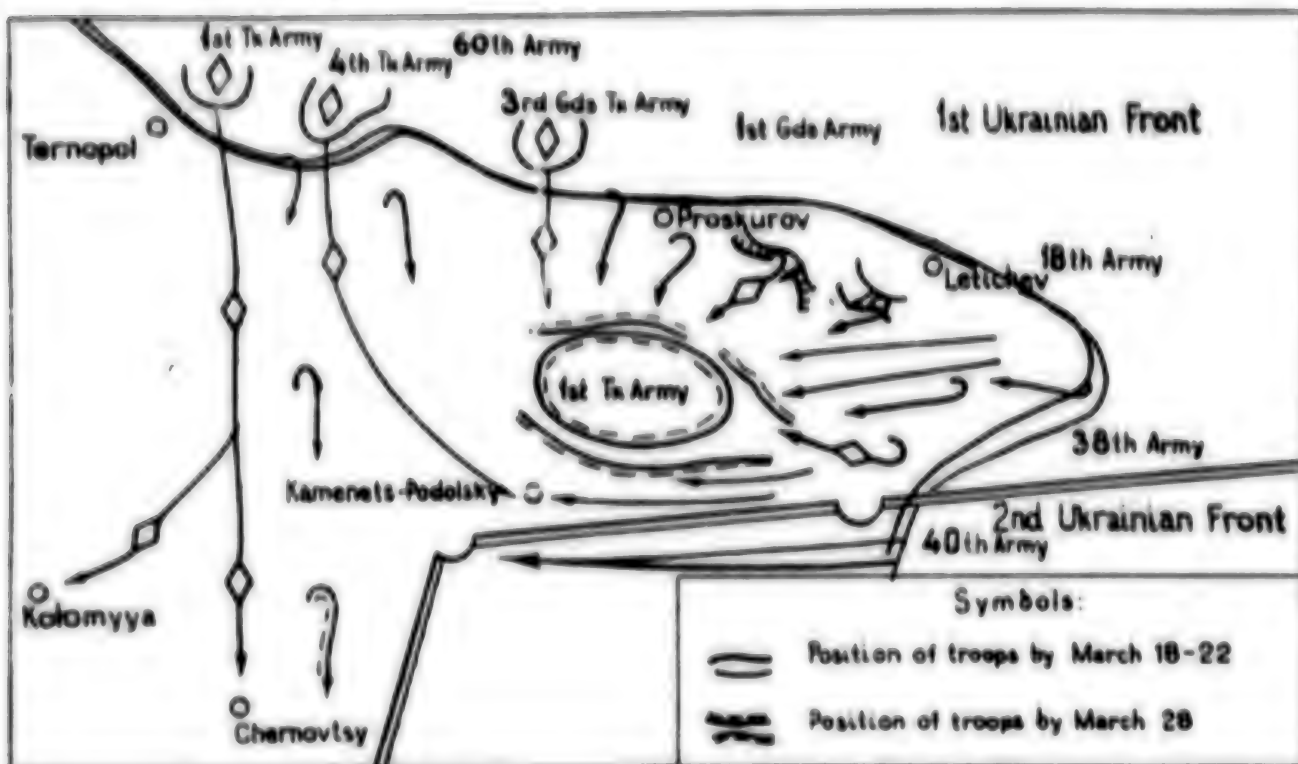 1st Tk Army
4th Tk Army
60th Army
3rd Gds Tk Army
1st Gds Army
1st Ukrainian Front
Ternopol
Proskurov
Letichev
18th Army
1st Tk Army
38th Army
Kamenets-Podolsky
2nd Ukrainian Front
40th Army
Kolomyya
Chernovtsy
Symbols:
Position of troops by March 18-22
Position of troops by March 28